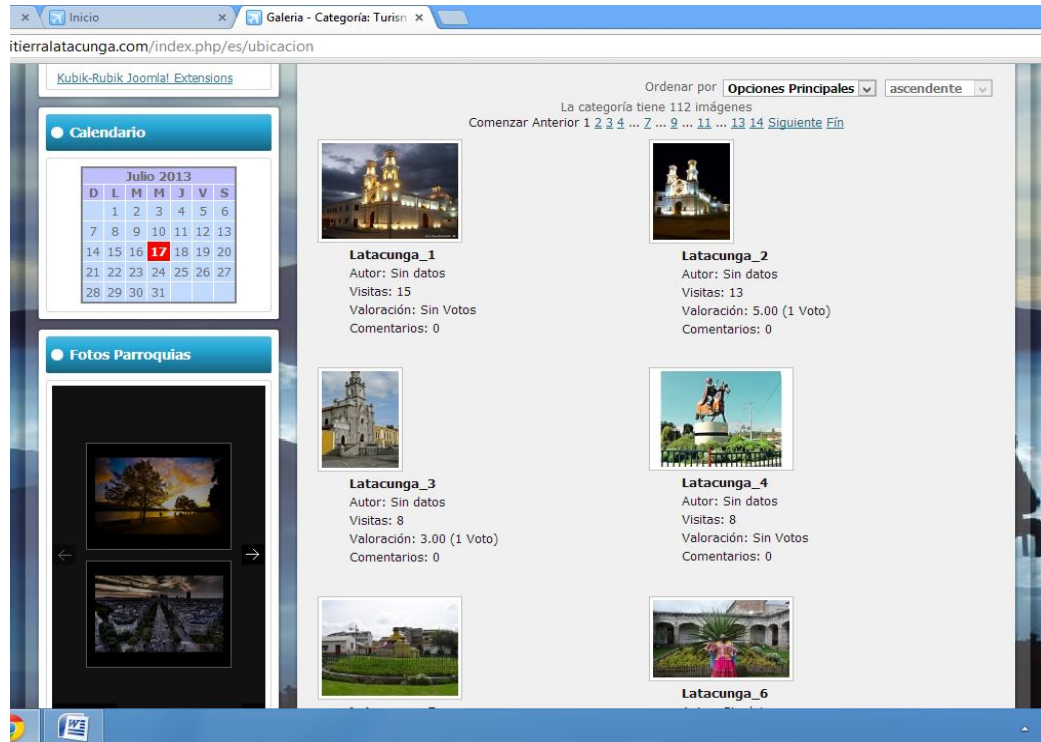 Inicio
Galeria - Categoría: Turisn
itierralatacunga.com/index.php/es/ubicacion
Kubik-Rubik Joomla! Extensions
Calendario
Julio 2013
D L M M J V S
1 2 3 4 5 6
7 8 9 10 11 12 13
14 15 16 17 18 19 20
21 22 23 24 25 26 27
28 29 30 31
Fotos Parroquias
Ordenar por Opciones Principales ascendente
La categoría tiene 112 imágenes
Comenzar Anterior 1 2 3 4 ... 7 ... 9 ... 11 ... 13 14 Siguiente Fín
Latacunga_1
Autor: Sin datos
Visitas: 15
Valoración: Sin Votos
Comentarios: 0
Latacunga_2
Autor: Sin datos
Visitas: 13
Valoración: 5.00 (1 Voto)
Comentarios: 0
Latacunga_3
Autor: Sin datos
Visitas: 8
Valoración: 3.00 (1 Voto)
Comentarios: 0
Latacunga_4
Autor: Sin datos
Visitas: 8
Valoración: Sin Votos
Comentarios: 0
Latacunga_6